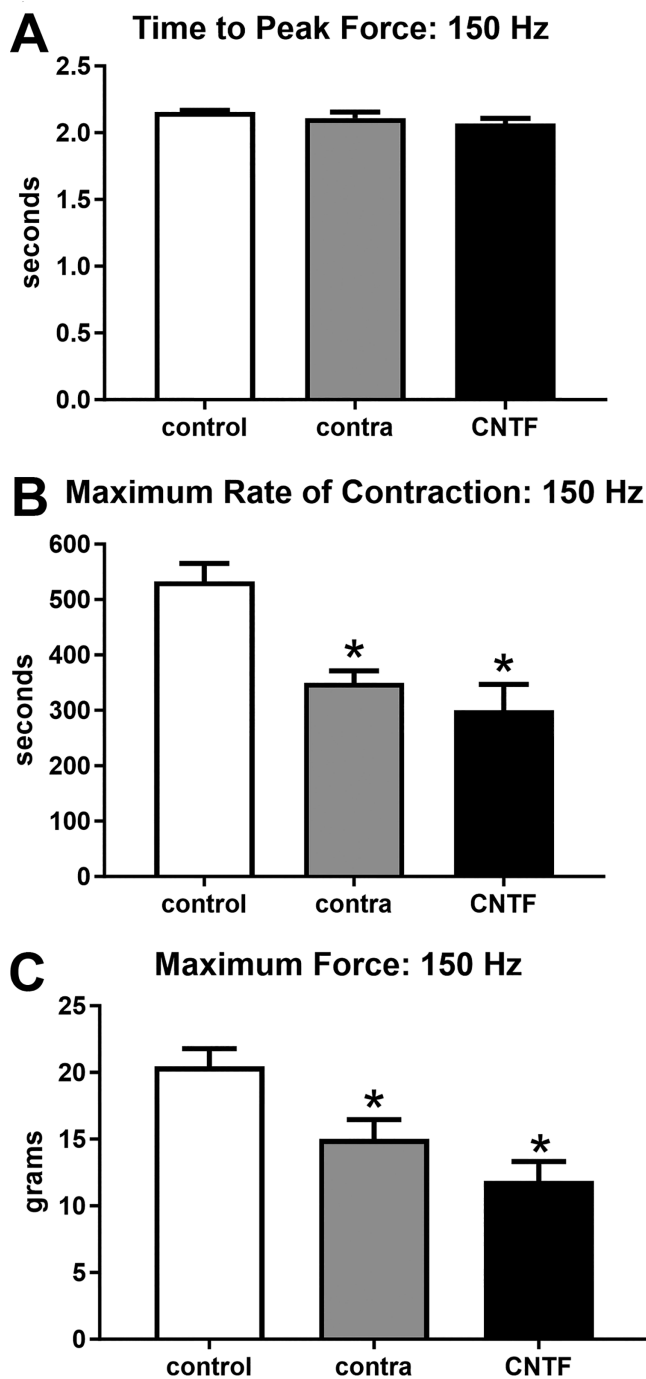 A Time to Peak Force: 150 Hz
seconds
2.5
2.0
1.5
1.0
0.5
0.0
control contra CNTF
B Maximum Rate of Contraction: 150 Hz
seconds
600
500
400
300
200
100
0
* *
control contra CNTF
C Maximum Force: 150 Hz
grams
25
20
15
10
5
0
* *
control contra CNTF